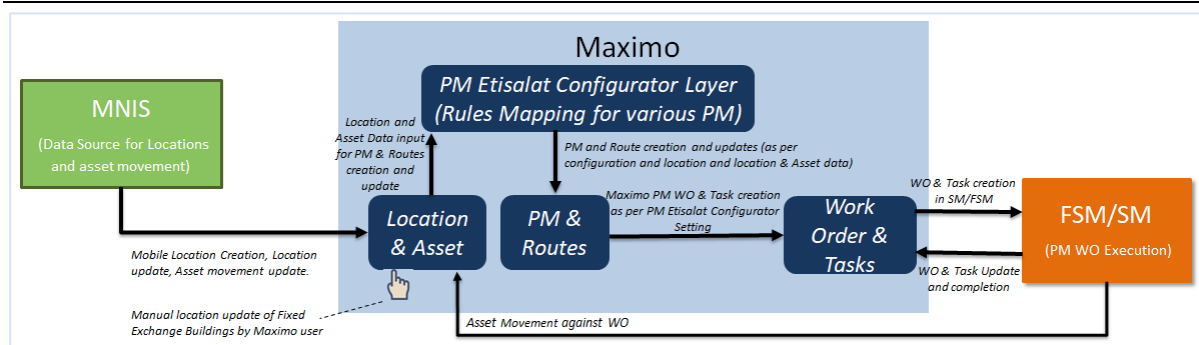 Maximo
PM Etisalat Configurator Layer
(Rules Mapping for various PM)
MNIS
(Data Source for Locations
and asset movement)
Location and
Asset Data input
for PM & Routes
creation and
update
PM and Route creation and updates (as per
configuration and location and location & Asset data)
Location
& Asset
PM &
Routes
Maximo PM WO & Task creation
as per PM Etisalat Configurator
Setting
Work
Order &
Tasks
WO & Task creation
in SM/FSM
FSM/SM
(PM WO Execution)
WO & Task Update
and completion
Mobile Location Creation, Location
update, Asset movement update.
Manual location update of Fixed
Exchange Buildings by Maximo user
Asset Movement against WO